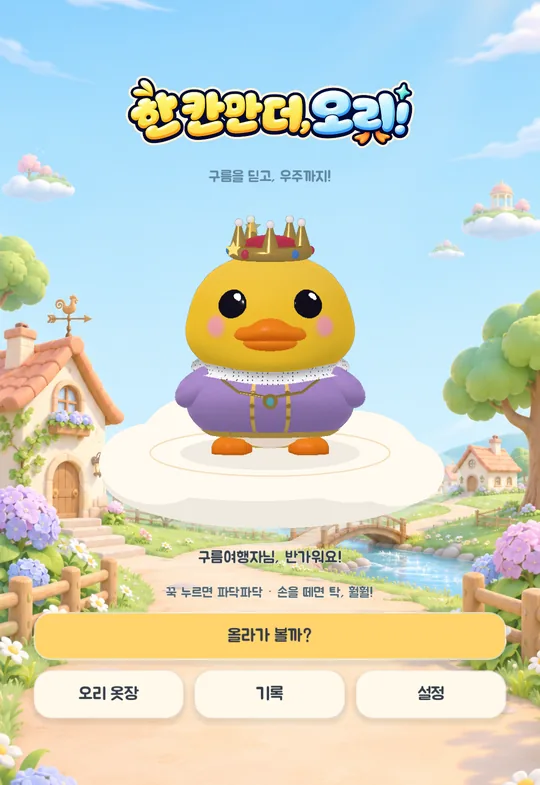 한 칸만 더, 오리!
구름을 딛고, 우주까지!
구름여행자님, 반가워요!
꾹 누르면 파닥파닥 · 손을 떼면 탁, 훨훨!
올라가 볼까?
오리 옷장
기록
설정